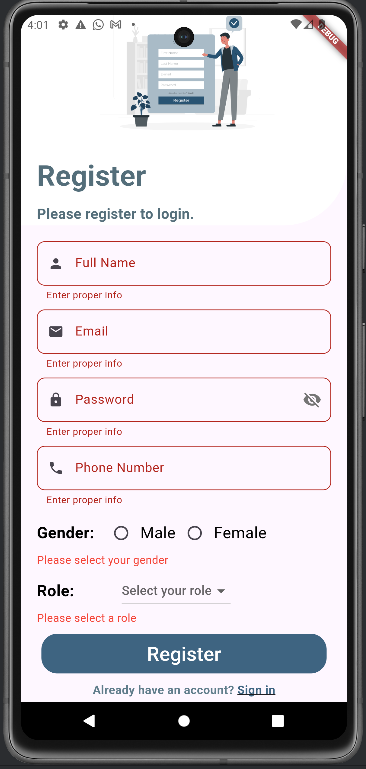 4:01
DEBUG
Register
Register
Please register to login.
Full Name
Enter proper info
Email
Enter proper info
Password
Enter proper info
Phone Number
Enter proper info
Gender: Male Female
Please select your gender
Role: Select your role
Please select a role
Register
Already have an account? Sign in